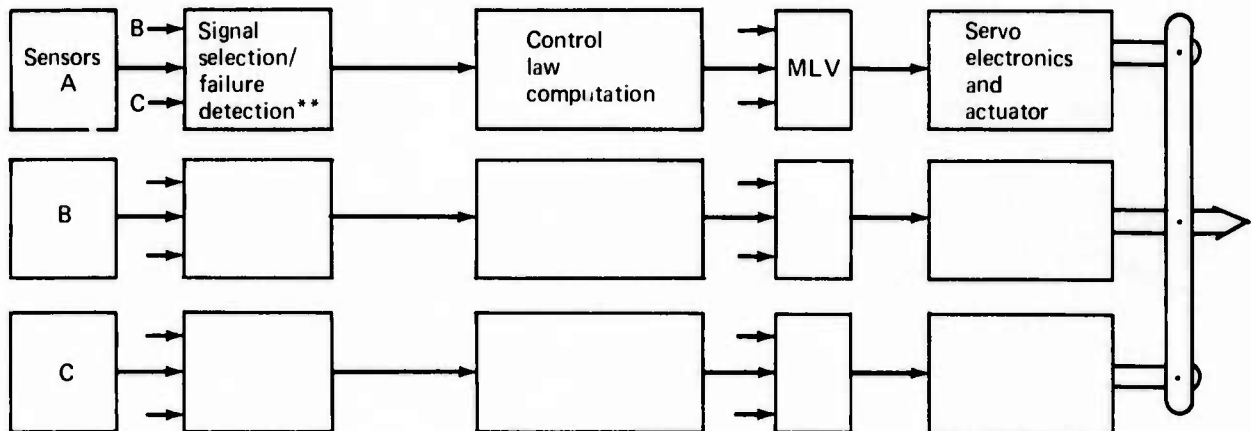 Sensors
A
B
C
Signal
selection/
failure
detection**
Control
law
computation
MLV
Servo
electronics
and
actuator
B
C